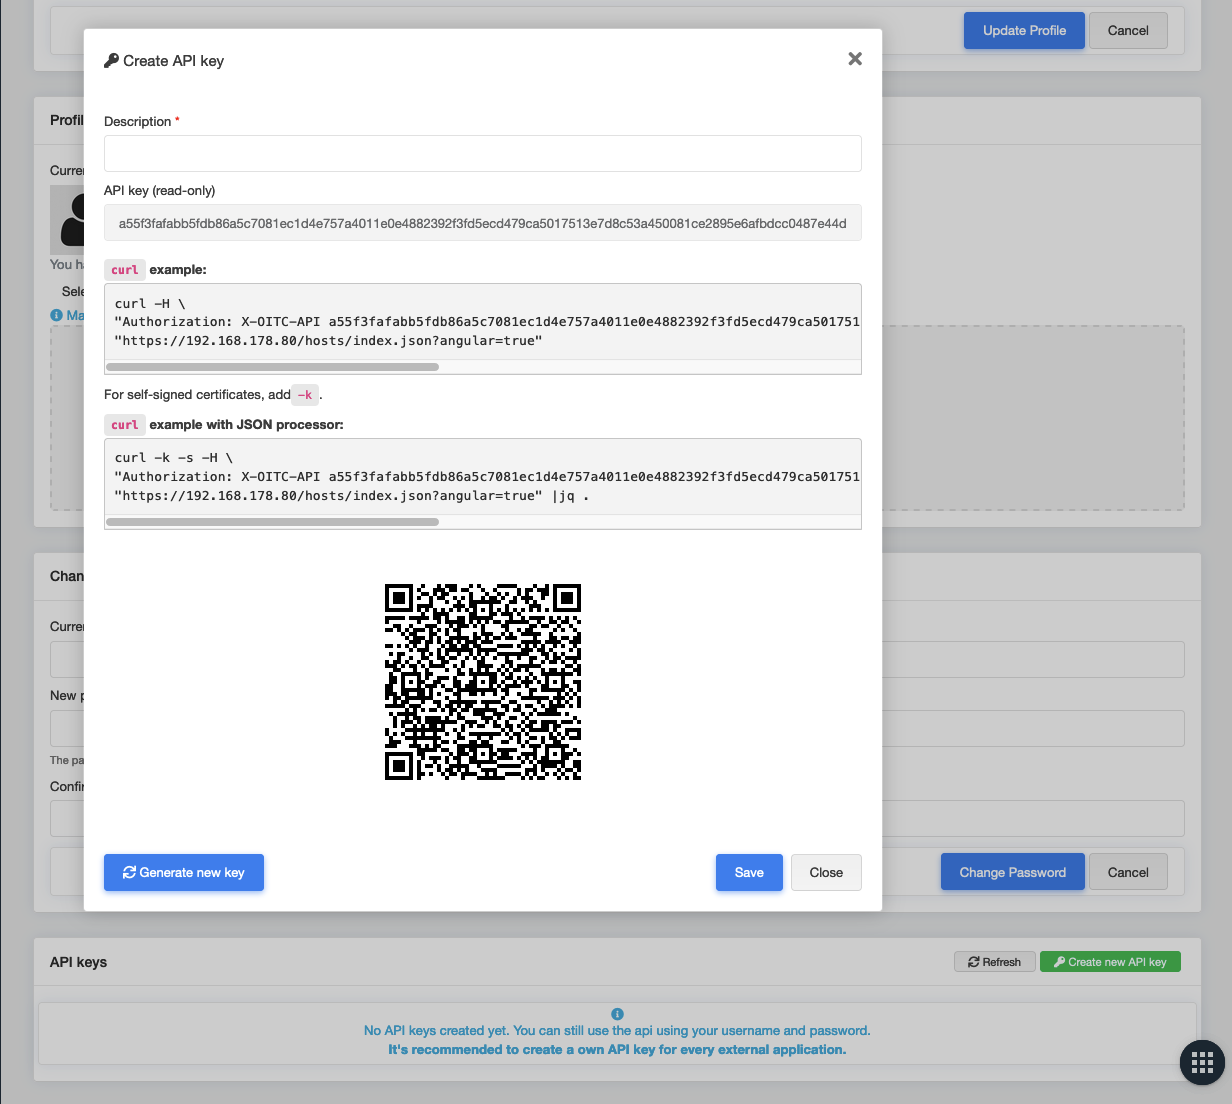 Update Profile
Cancel
Create API key
Profil
Description *
Curren
API key (read-only)
a55f3fafabb5fdb86a5c7081ec1d4e757a4011e0e4882392f3fd5ecd479ca5017513e7d8c53a450081ce2895e6afbdcc0487e44d
You ha
curl example:
Sele
curl -H \
Ma
"Authorization: X-OITC-API a55f3fafabb5fdb86a5c7081ec1d4e757a4011e0e4882392f3fd5ecd479ca501751
"https://192.168.178.80/hosts/index.json?angular=true"
For self-signed certificates, add -k .
curl example with JSON processor:
curl -k -s -H \
"Authorization: X-OITC-API a55f3fafabb5fdb86a5c7081ec1d4e757a4011e0e4882392f3fd5ecd479ca501751
"https://192.168.178.80/hosts/index.json?angular=true" |jq .
Chan
Curren
New p
The pa
Confir
Generate new key
Save
Close
Change Password
Cancel
API keys
Refresh
Create new API key
No API keys created yet. You can still use the api using your username and password.
It's recommended to create a own API key for every external application.